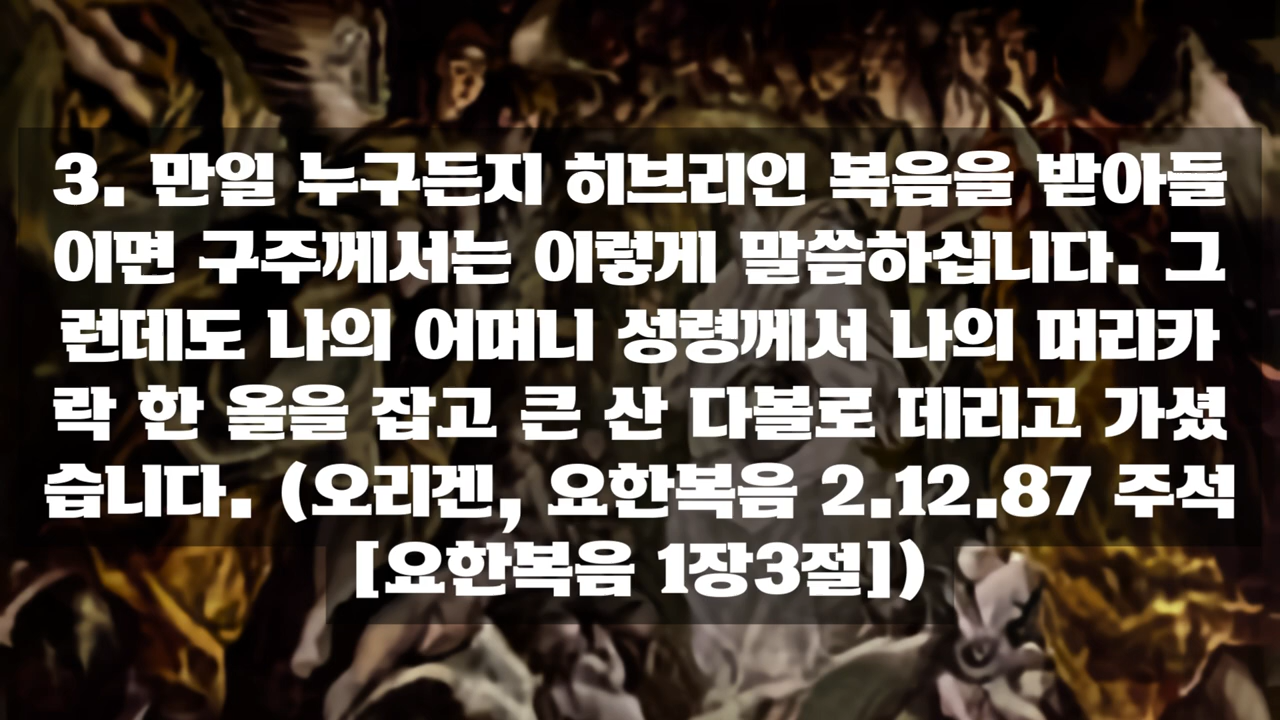 3. 만일 누구든지 히브리인 복음을 받아들
이면 구주께서는 이렇게 말씀하십니다. 그
런데도 나의 어머니 성령께서 나의 머리카
락 한 올을 잡고 큰 산 다볼로 데리고 가셨
습니다. (오리겐, 요한복음 2.12.87 주석
[요한복음 1장3절])